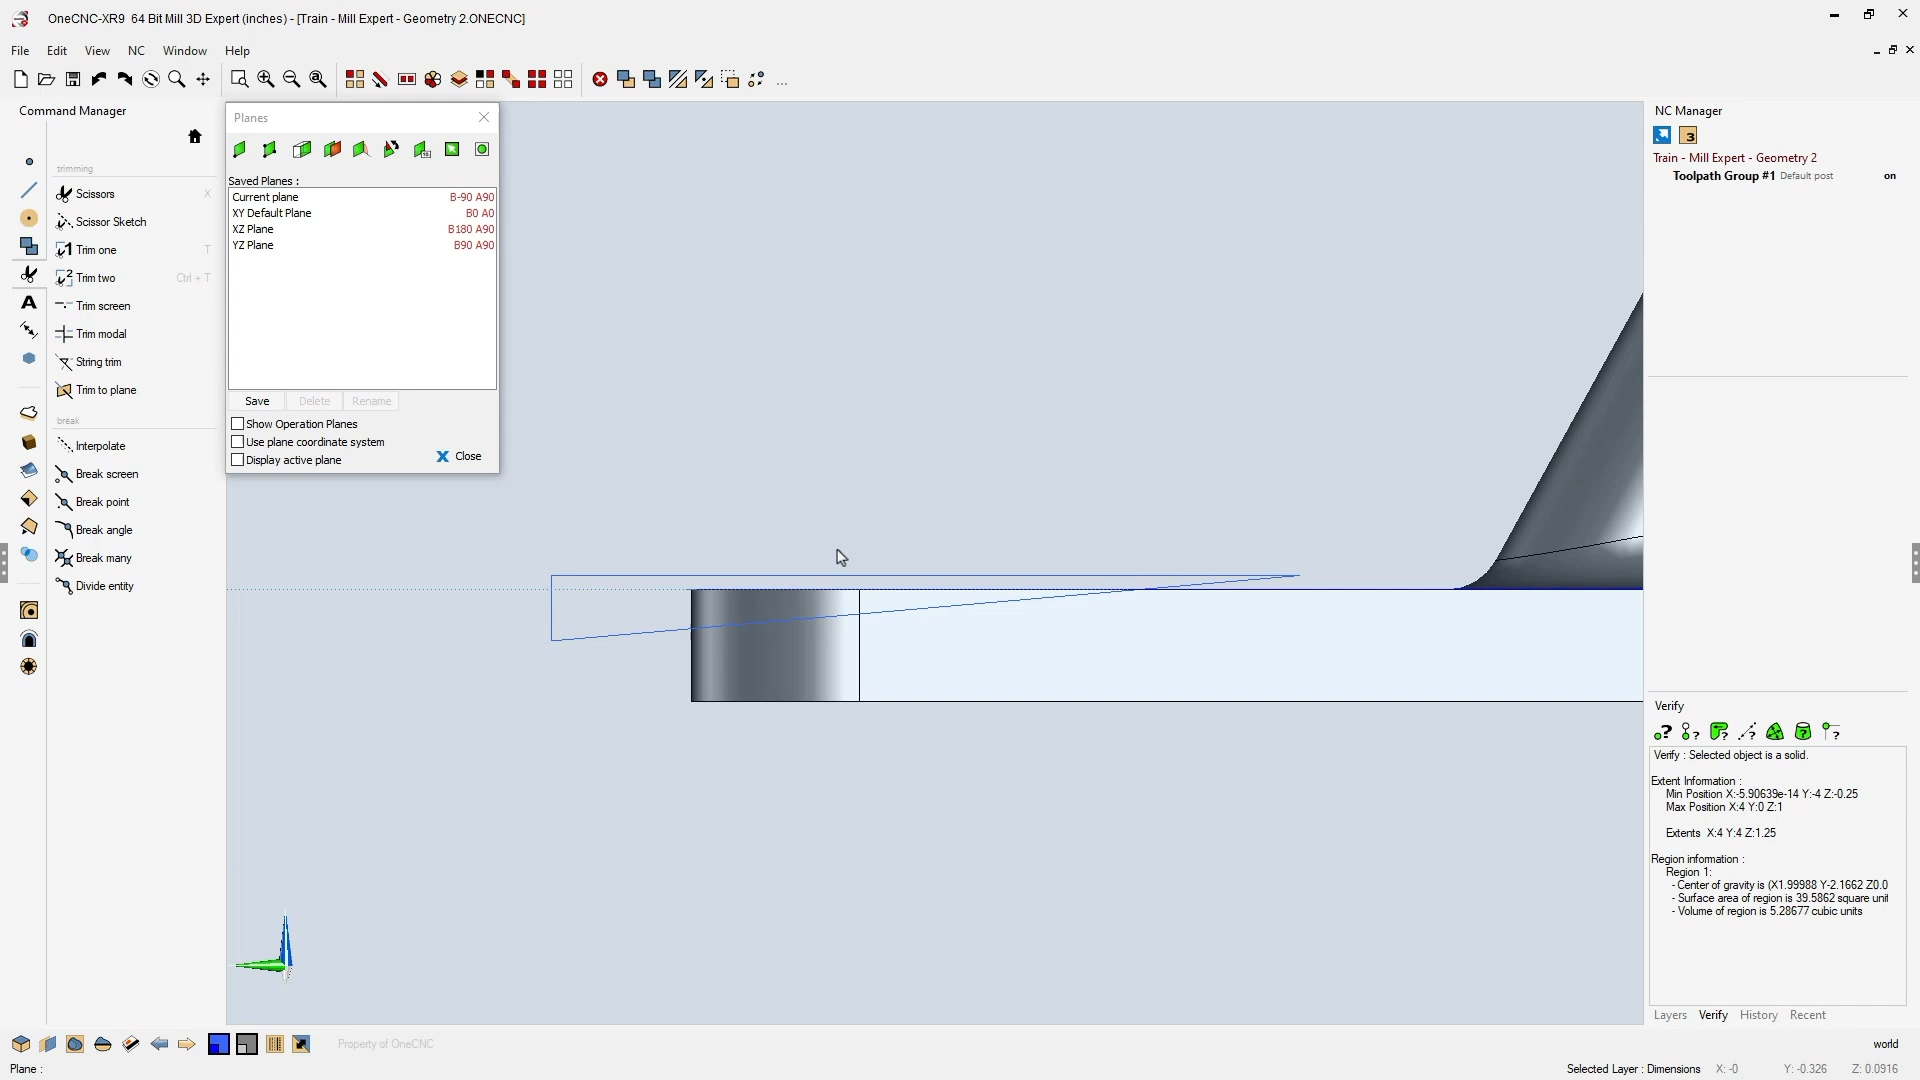 OneCNC-XR9 64 Bit Mill 3D Expert (inches) - [Train - Mill Expert - Geometry 2.ONECNC]
File Edit View NC Window Help
Command Manager
trimming
Scissors X
Scissor Sketch
Trim one T
Trim two Ctrl + T
Trim screen
Trim modal
String trim
Trim to plane
break
Interpolate
Break screen
Break point
Break angle
Break many
Divide entity
Planes
Saved Planes :
Current plane B-90 A90
XY Default Plane B0 A0
XZ Plane B180 A90
YZ Plane B90 A90
Save Delete Rename
Show Operation Planes
Use plane coordinate system
Display active plane
X Close
NC Manager
3
Train - Mill Expert - Geometry 2
Toolpath Group #1 Default post on
Verify
Verify : Selected object is a solid.
Extent Information :
Min Position X:-5.90639e-14 Y:-4 Z:-0.25
Max Position X:4 Y:0 Z:1
Extents X:4 Y:4 Z:1.25
Region information :
Region 1:
- Center of gravity is (X1.99988 Y-2.1662 Z0.0
- Surface area of region is 39.5862 square unit
- Volume of region is 5.28677 cubic units
Layers Verify History Recent
Property of OneCNC
world
Plane :
Selected Layer : Dimensions X: -0 Y: -0.326 Z: 0.0916